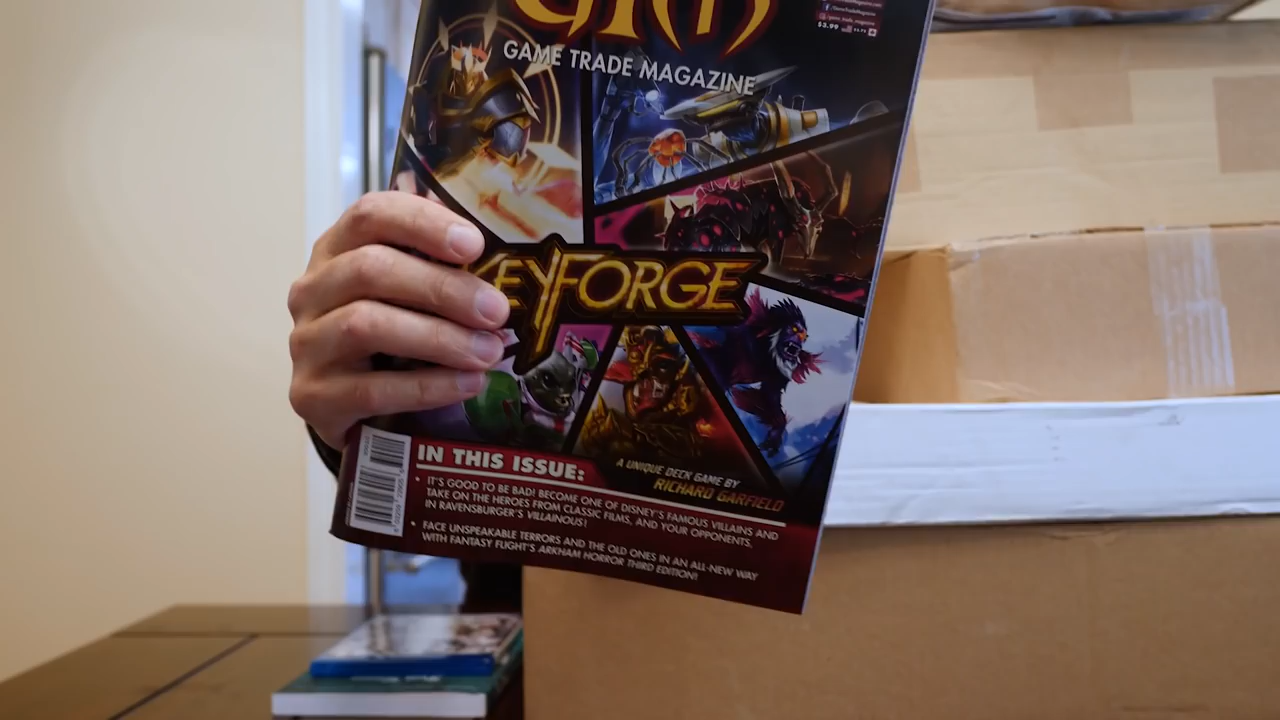 GTM
GAME TRADE MAGAZINE
$3.99
KEYFORGE
A UNIQUE DECK GAME BY
RICHARD GARFIELD
IN THIS ISSUE:
• IT'S GOOD TO BE BAD! BECOME ONE OF DISNEY'S FAMOUS VILLAINS AND
TAKE ON THE HEROES FROM CLASSIC FILMS, AND YOUR OPPONENTS,
IN RAVENSBURGER'S VILLAINOUS!
• FACE UNSPEAKABLE TERRORS AND THE OLD ONES IN AN ALL-NEW WAY
WITH FANTASY FLIGHT'S ARKHAM HORROR THIRD EDITION!